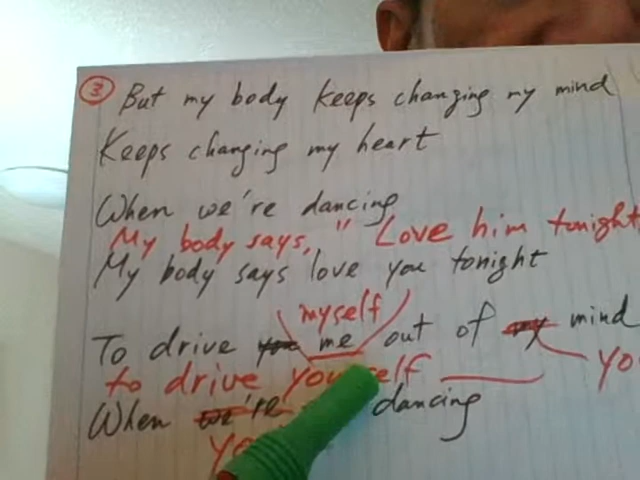 3 But my body keeps changing my mind
Keeps changing my heart
When we're dancing
My body says, " Love him tonight,
My body says love you tonight
myself
To drive you me out of my mind
to drive yourself
When we're dancing